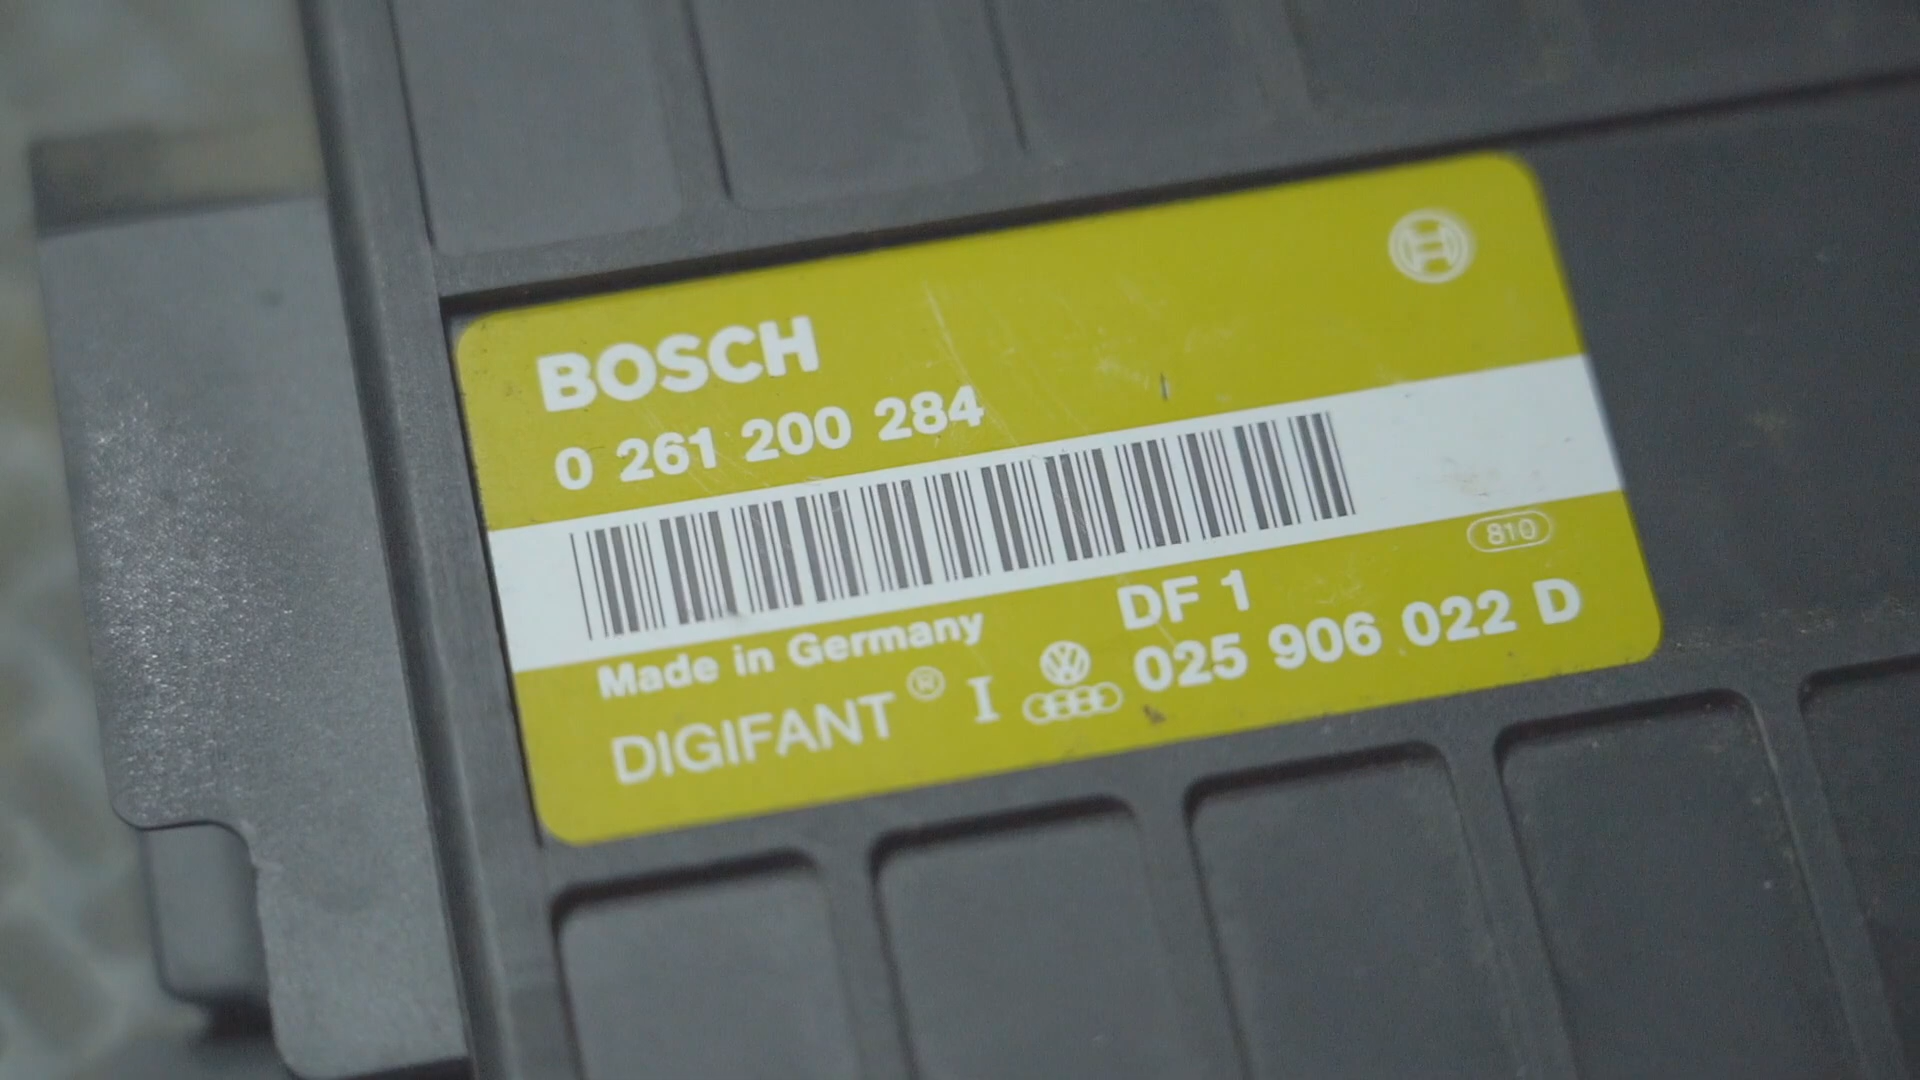 BOSCH
0 261 200 284
810
Made in Germany
DF 1
DIGIFANT® I
025 906 022 D